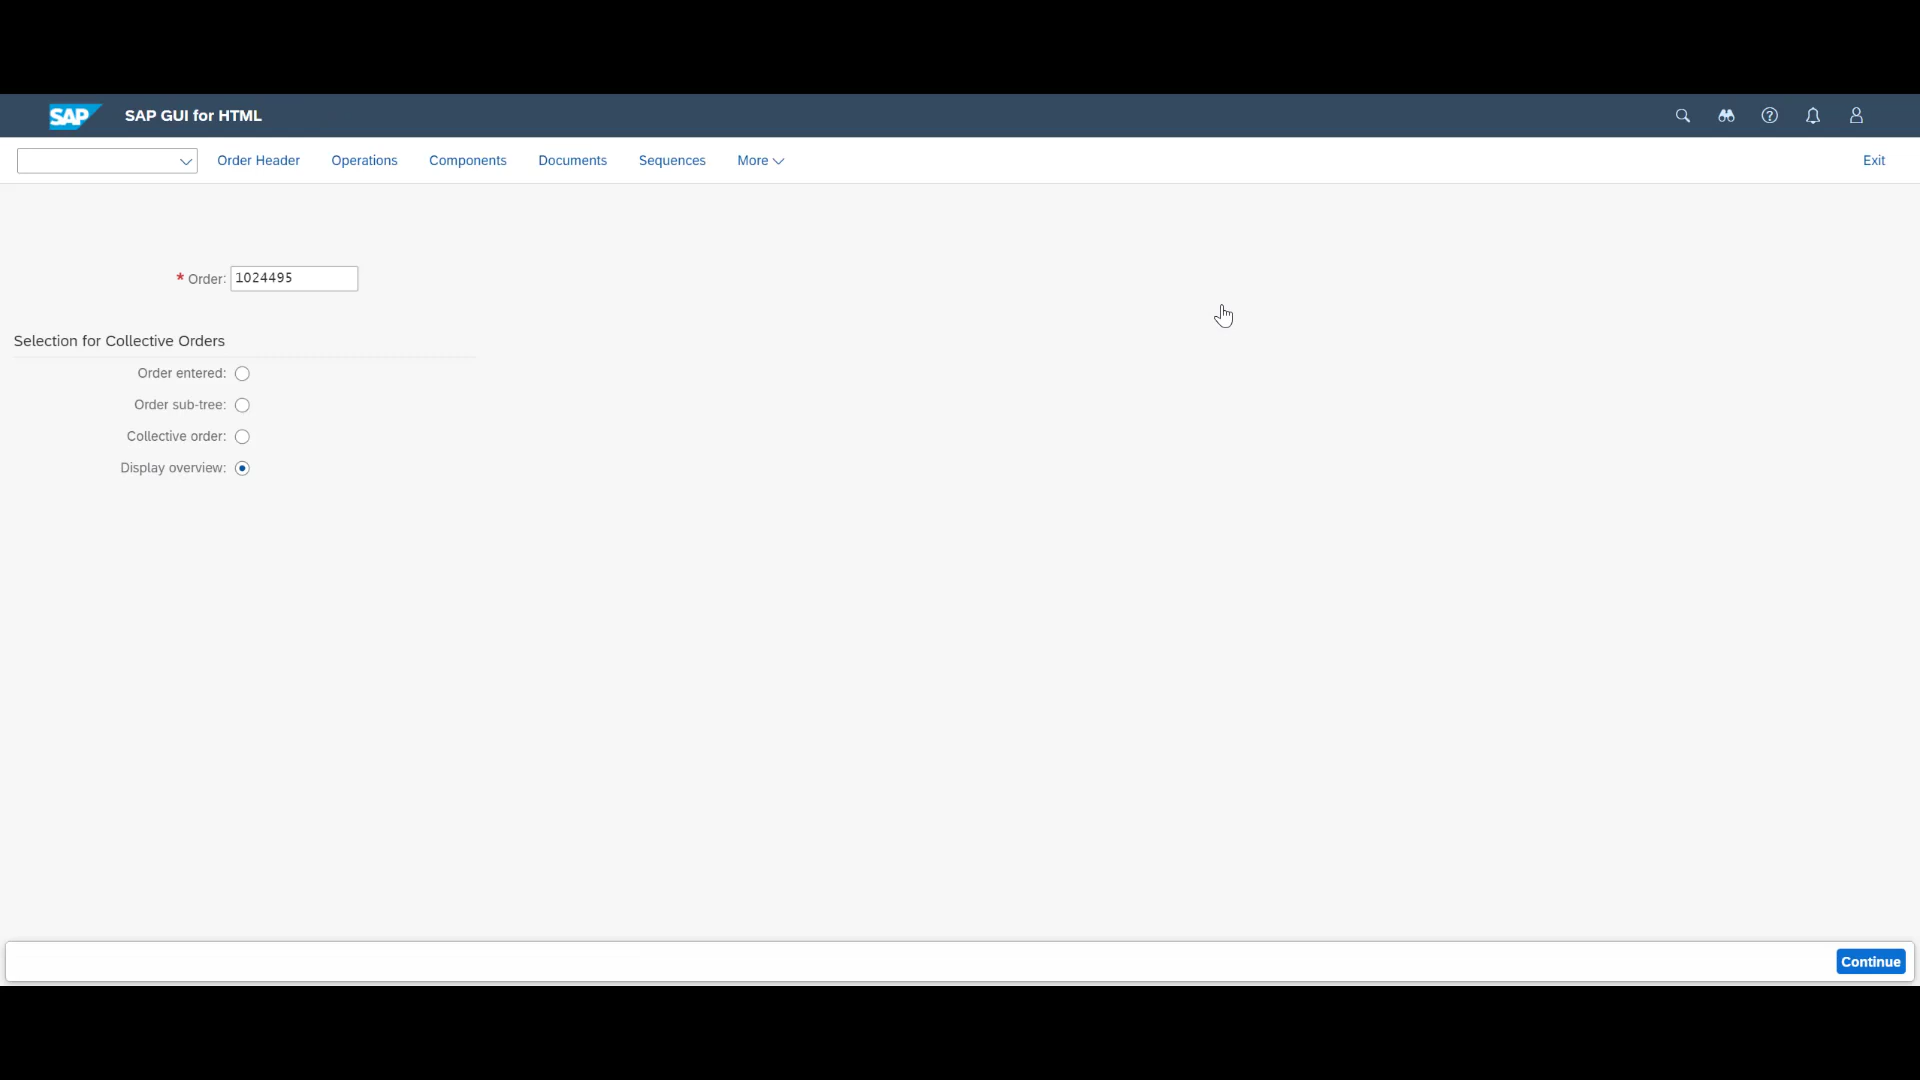 SAP SAP GUI for HTML
Order Header Operations Components Documents Sequences More Exit
* Order: 1024495
Selection for Collective Orders
Order entered:
Order sub-tree:
Collective order:
Display overview:
Continue